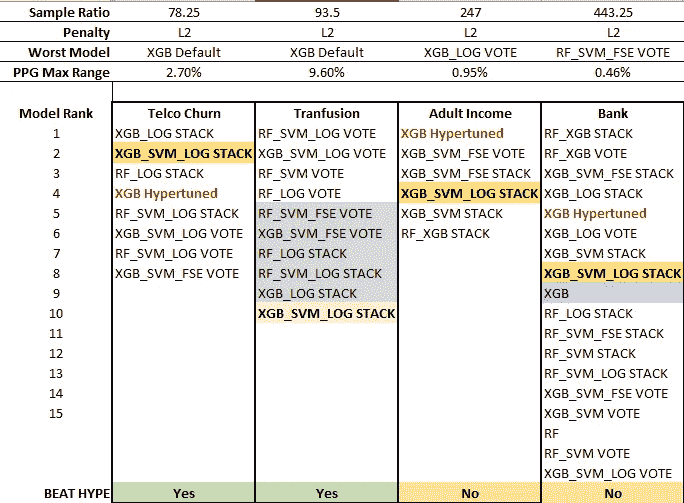 Sample Ratio 78.25 93.5 247 443.25
Penalty L2 L2 L2 L2
Worst Model XGB Default XGB Default XGB_LOG VOTE RF_SVM_FSE VOTE
PPG Max Range 2.70% 9.60% 0.95% 0.46%
Model Rank Telco Churn Tranfusion Adult Income Bank
1 XGB_LOG STACK RF_SVM_LOG VOTE XGB Hypertuned RF_XGB STACK
2 XGB_SVM_LOG STACK XGB_SVM_LOG VOTE XGB_SVM_FSE VOTE RF_XGB VOTE
3 RF_LOG STACK RF_SVM VOTE XGB_SVM_FSE STACK XGB_SVM_FSE STACK
4 XGB Hypertuned RF_LOG VOTE XGB_SVM_LOG STACK XGB_LOG STACK
5 RF_SVM_LOG STACK RF_SVM_FSE VOTE XGB_SVM STACK XGB Hypertuned
6 XGB_SVM_LOG VOTE XGB_SVM_FSE VOTE RF_XGB STACK XGB_LOG VOTE
7 RF_SVM_LOG VOTE RF_LOG STACK XGB_SVM STACK
8 XGB_SVM_FSE VOTE RF_SVM_LOG STACK XGB_SVM_LOG STACK
9 XGB_LOG STACK XGB
10 XGB_SVM_LOG STACK RF_LOG STACK
11 RF_SVM_FSE STACK
12 RF_SVM STACK
13 RF_SVM_LOG STACK
14 XGB_SVM_FSE VOTE
15 XGB_SVM VOTE
RF
RF_SVM VOTE
XGB_SVM_LOG VOTE
BEAT HYPE Yes Yes No No